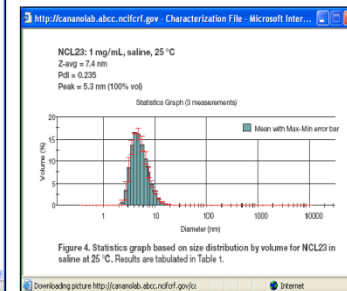 http://cananolab.abcc.ncifcrf.gov - Characterization File - Microsoft Inter...
NCL23: 1 mg/mL, saline, 25 °C
Z-avg = 7.4 nm
PdI = 0.235
Peak = 5.3 nm (100% vol)
Statistics Graph (3 measurements)
Mean with Max-Min error bar
Volume (%)
20
15
10
5
0
1 10 100 1000 10000
Diameter (nm)
Figure 4. Statistics graph based on size distribution by volume for NCL23 in
saline at 25 °C. Results are tabulated in Table 1.
Downloading picture http://cananolab.abcc.ncifcrf.gov/ca
Internet